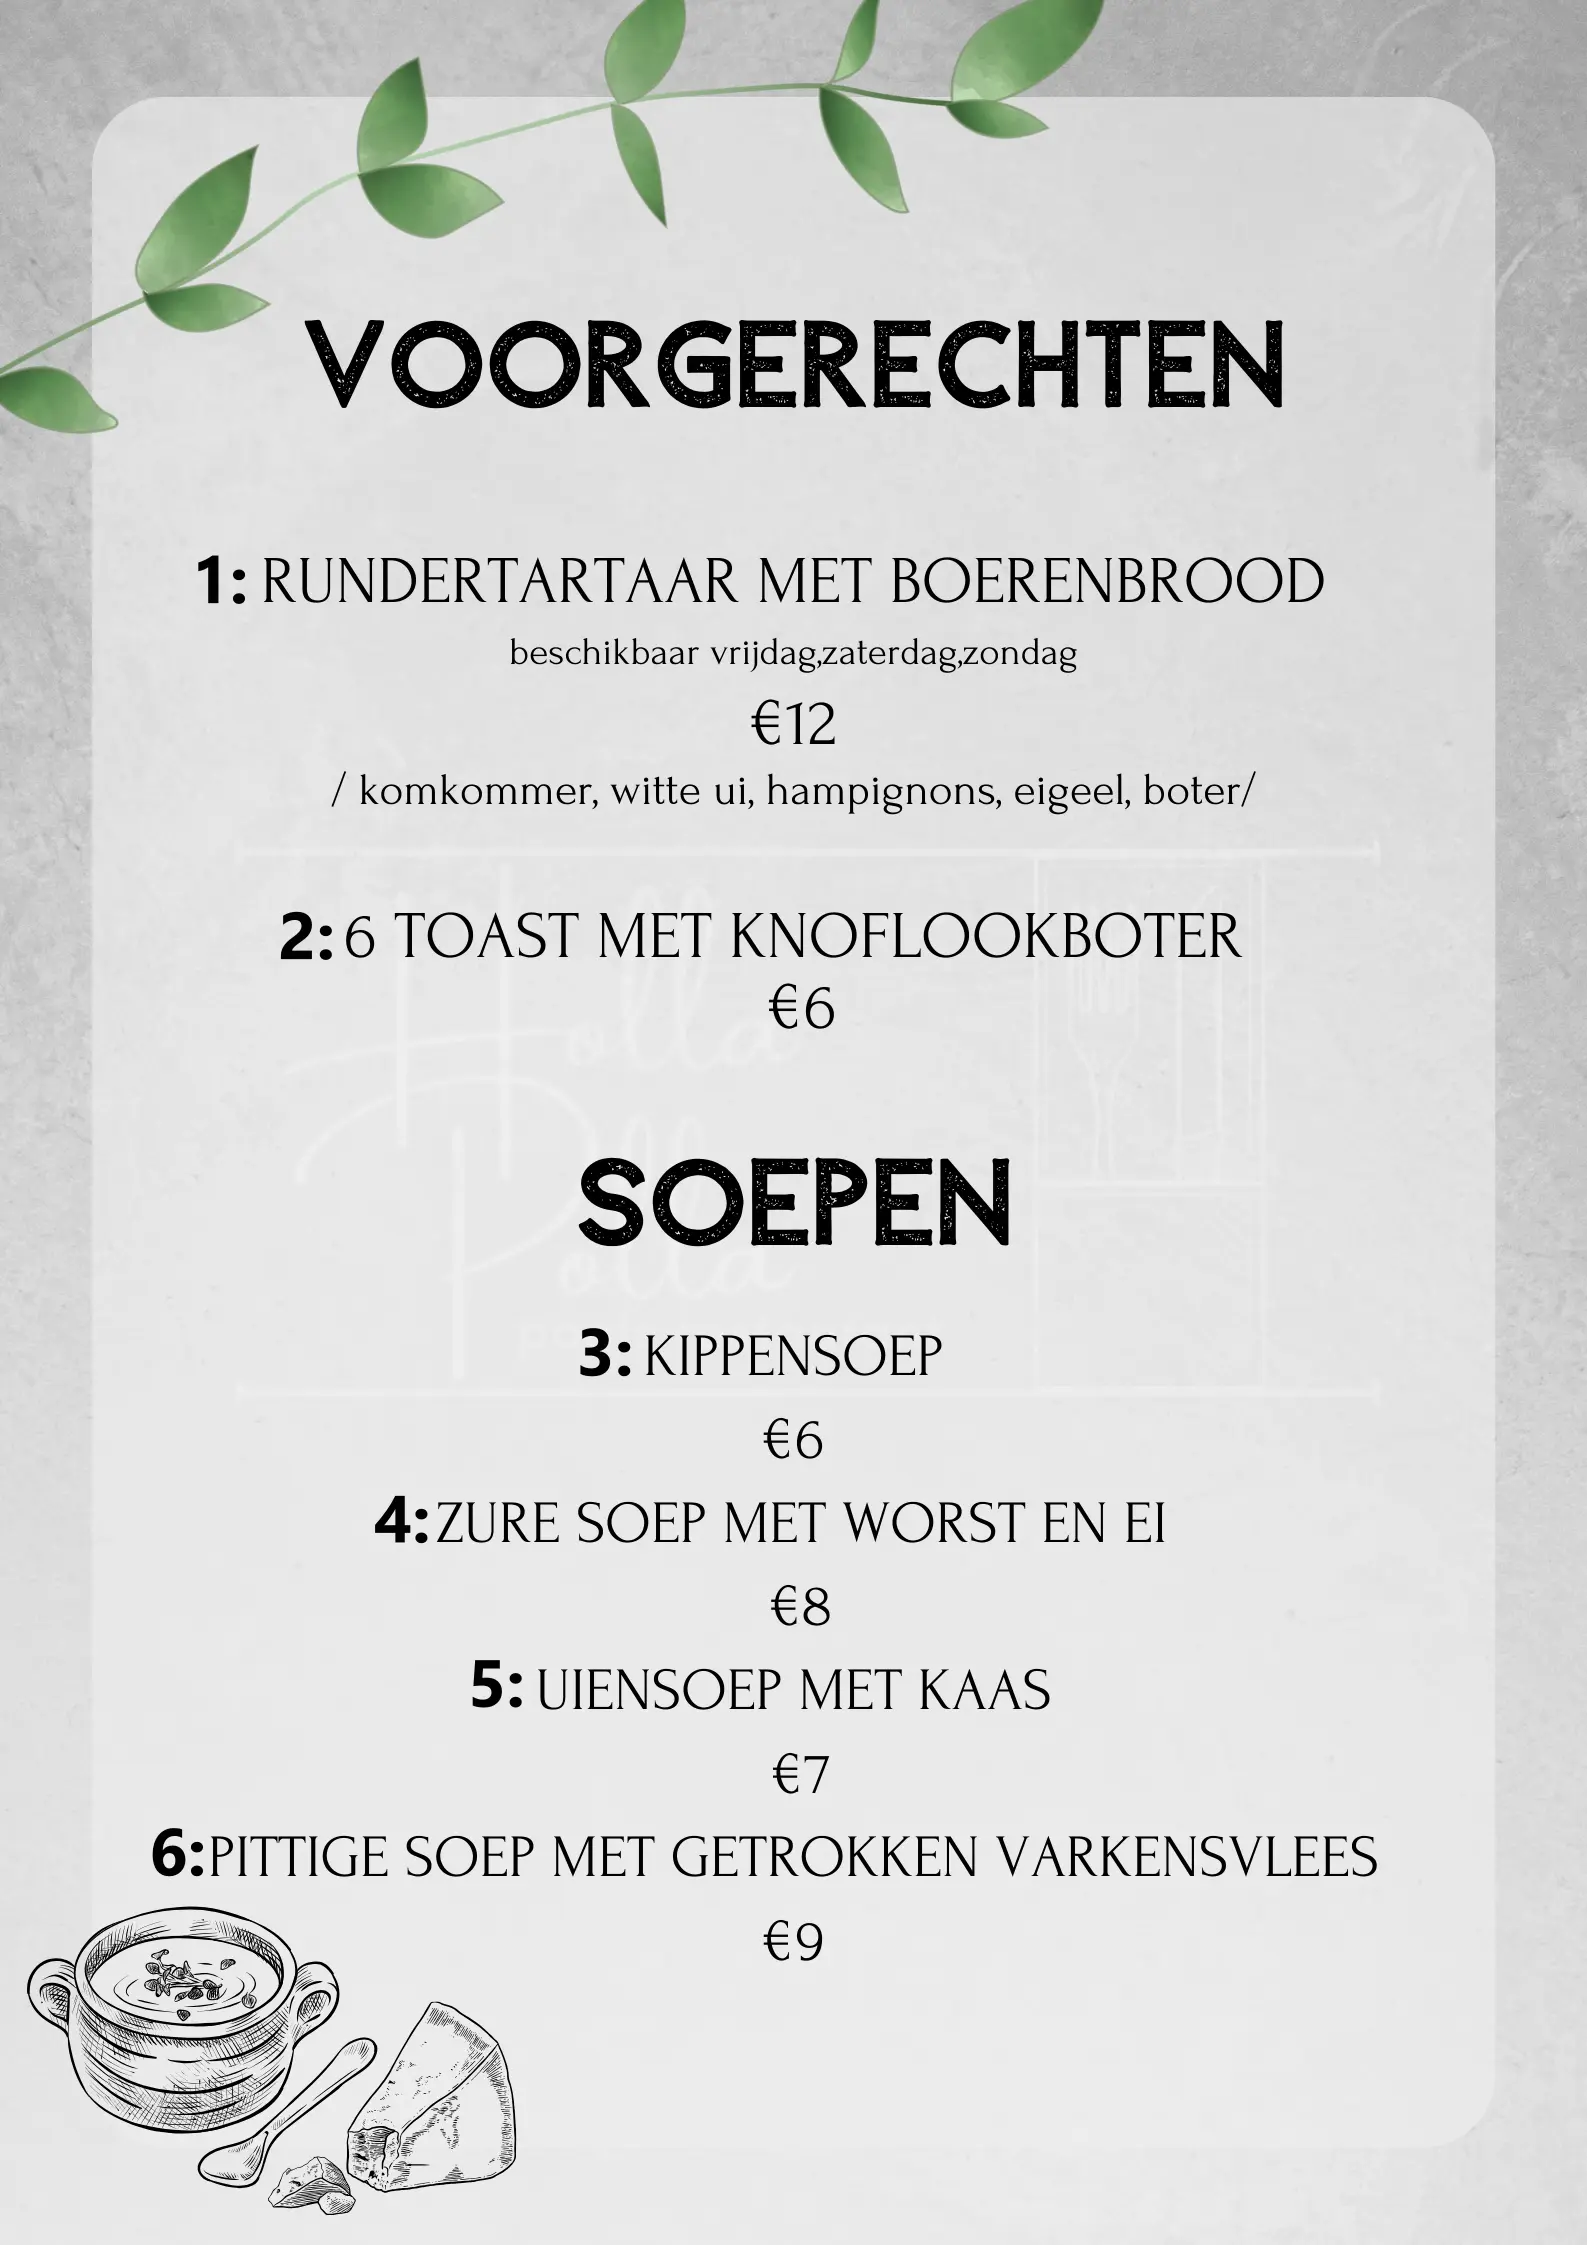 VOORGERECHTEN
1: RUNDERTARTAAR MET BOERENBROOD
beschikbaar vrijdag,zaterdag,zondag
€12
/ komkommer, witte ui, hampignons, eigeel, boter/
2: 6 TOAST MET KNOFLOOKBOTER
€6
Holla
Polla
SOEPEN
3: KIPPENSOEP
€6
4: ZURE SOEP MET WORST EN EI
€8
5: UIENSOEP MET KAAS
€7
6: PITTIGE SOEP MET GETROKKEN VARKENSVLEES
€9